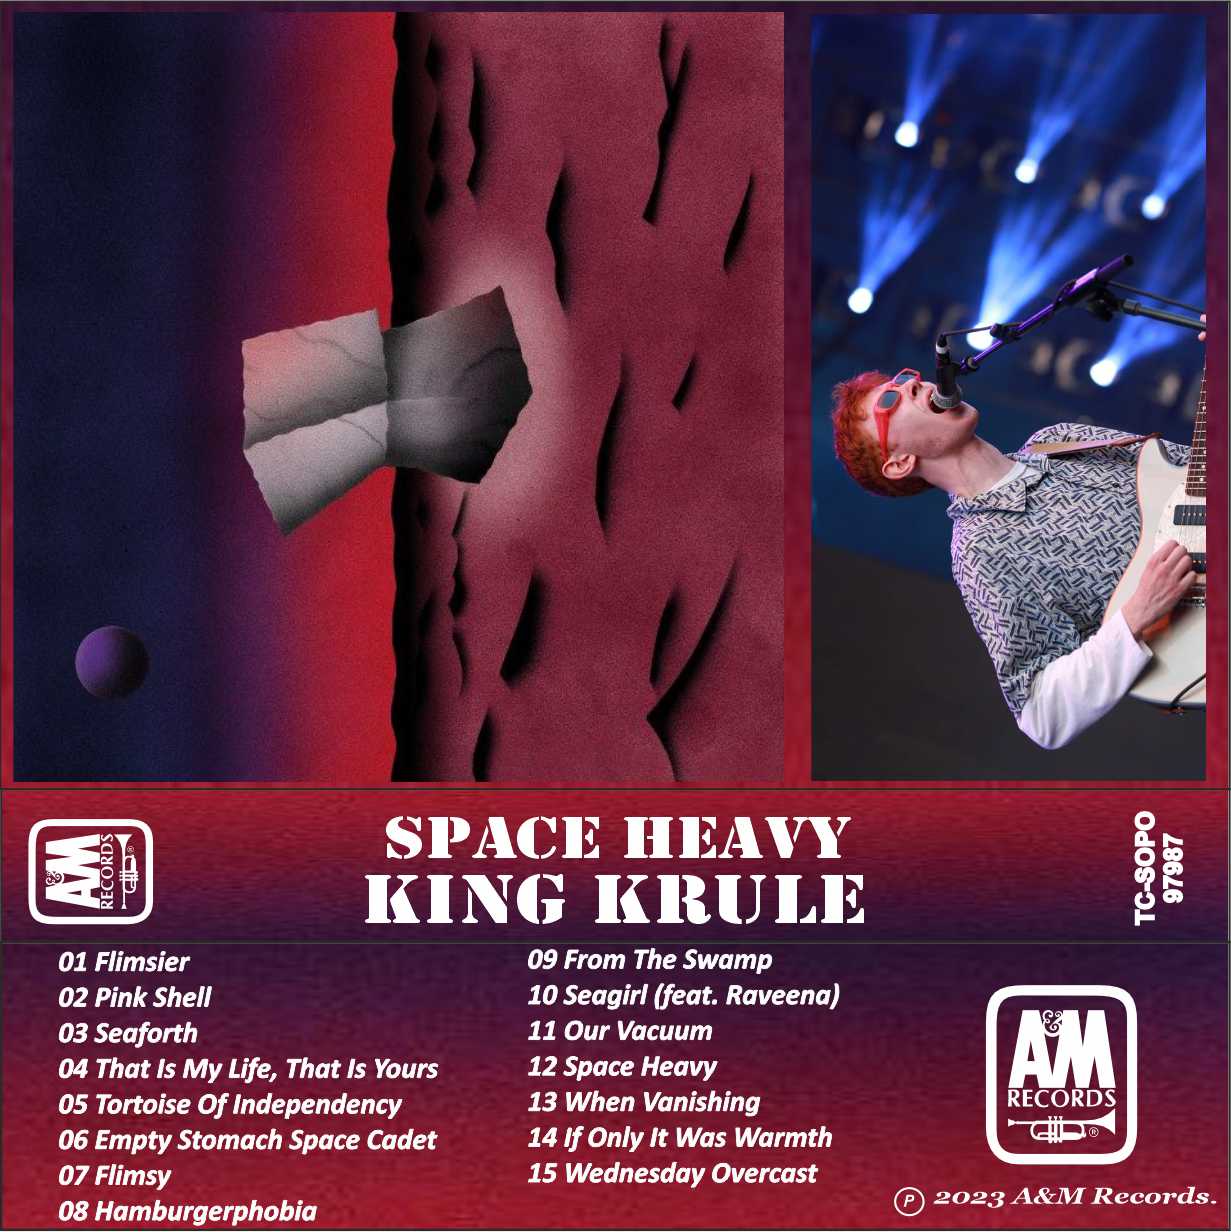 A&M
RECORDS
®
SPACE HEAVY
KING KRULE
TC-SOPO
97987
01 Flimsier
02 Pink Shell
03 Seaforth
04 That Is My Life, That Is Yours
05 Tortoise Of Independency
06 Empty Stomach Space Cadet
07 Flimsy
08 Hamburgerphobia
09 From The Swamp
10 Seagirl (feat. Raveena)
11 Our Vacuum
12 Space Heavy
13 When Vanishing
14 If Only It Was Warmth
15 Wednesday Overcast
A&M
RECORDS
®
℗ 2023 A&M Records.